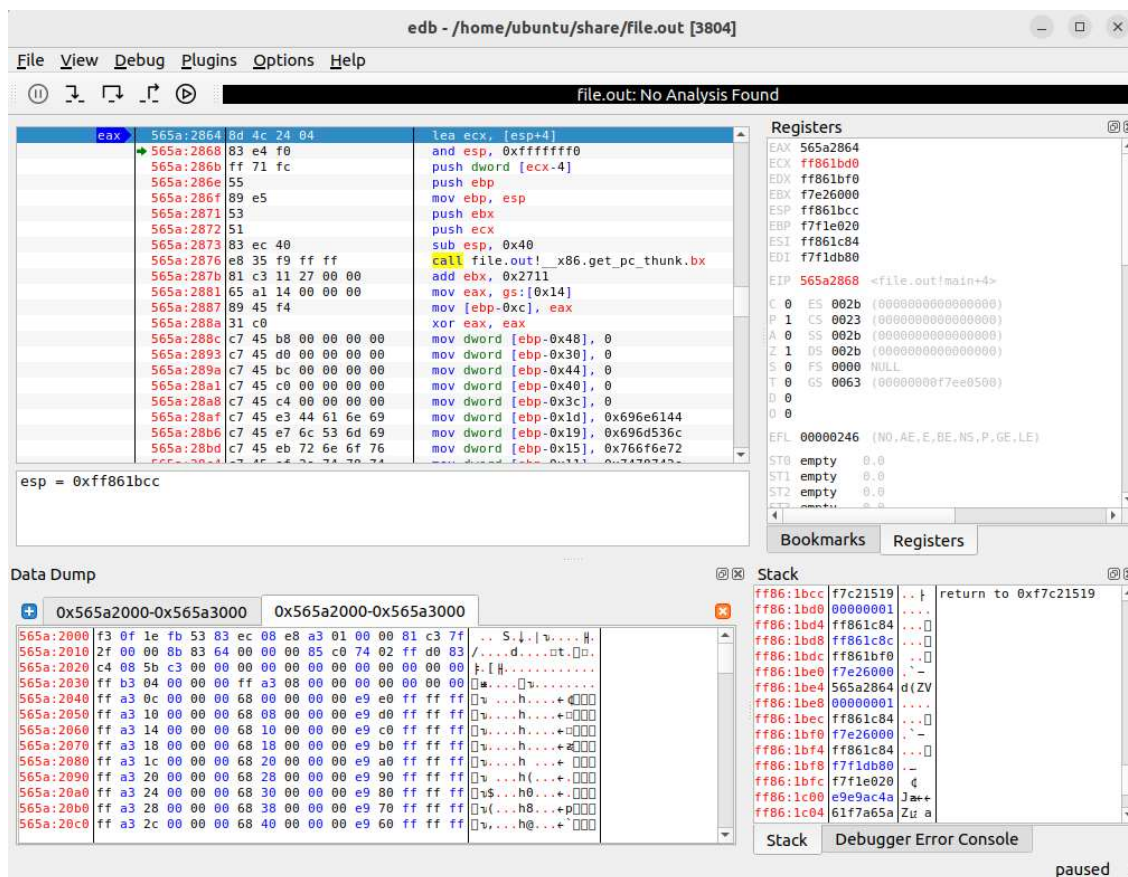 edb - /home/ubuntu/share/file.out [3804]
File View Debug Plugins Options Help
file.out: No Analysis Found
eax 565a:2864 8d 4c 24 04 lea ecx, [esp+4]
565a:2868 83 e4 f0 and esp, 0xfffffff0
565a:286b ff 71 fc push dword [ecx-4]
565a:286e 55 push ebp
565a:286f 89 e5 mov ebp, esp
565a:2871 53 push ebx
565a:2872 51 push ecx
565a:2873 83 ec 40 sub esp, 0x40
565a:2876 e8 35 f9 ff ff call file.out!__x86.get_pc_thunk.bx
565a:287b 81 c3 11 27 00 00 add ebx, 0x2711
565a:2881 65 a1 14 00 00 00 mov eax, gs:[0x14]
565a:2887 89 45 f4 mov [ebp-0xc], eax
565a:288a 31 c0 xor eax, eax
565a:288c c7 45 b8 00 00 00 00 mov dword [ebp-0x48], 0
565a:2893 c7 45 d0 00 00 00 00 mov dword [ebp-0x30], 0
565a:289a c7 45 bc 00 00 00 00 mov dword [ebp-0x44], 0
565a:28a1 c7 45 c0 00 00 00 00 mov dword [ebp-0x40], 0
565a:28a8 c7 45 c4 00 00 00 00 mov dword [ebp-0x3c], 0
565a:28af c7 45 e3 44 61 6e 69 mov dword [ebp-0x1d], 0x696e6144
565a:28b6 c7 45 e7 6c 53 6d 69 mov dword [ebp-0x19], 0x696d536c
565a:28bd c7 45 eb 72 6e 6f 76 mov dword [ebp-0x15], 0x766f6e72
esp = 0xff861bcc
Registers
EAX 565a2864
ECX ff861bd0
EDX ff861bf0
EBX f7e26000
ESP ff861bcc
EBP f7f1e020
ESI ff861c84
EDI f7f1db80
EIP 565a2868 <file.out!main+4>
C 0 ES 002b (0000000000000000)
P 1 CS 0023 (0000000000000000)
A 0 SS 002b (0000000000000000)
Z 1 DS 002b (0000000000000000)
S 0 FS 0000 NULL
T 0 GS 0063 (00000000f7ee0500)
D 0
O 0
EFL 00000246 (NO,AE,E,BE,NS,P,GE,LE)
ST0 empty 0.0
ST1 empty 0.0
ST2 empty 0.0
Bookmarks Registers
Data Dump
0x565a2000-0x565a3000 0x565a2000-0x565a3000
565a:2000 f3 0f 1e fb 53 83 ec 08 e8 a3 01 00 00 81 c3 7f
565a:2010 2f 00 00 8b 83 64 00 00 00 85 c0 74 02 ff d0 83
565a:2020 c4 08 5b c3 00 00 00 00 00 00 00 00 00 00 00 00
565a:2030 ff b3 04 00 00 00 ff a3 08 00 00 00 00 00 00 00
565a:2040 ff a3 0c 00 00 00 68 00 00 00 00 e9 e0 ff ff ff
565a:2050 ff a3 10 00 00 00 68 08 00 00 00 e9 d0 ff ff ff
565a:2060 ff a3 14 00 00 00 68 10 00 00 00 e9 c0 ff ff ff
565a:2070 ff a3 18 00 00 00 68 18 00 00 00 e9 b0 ff ff ff
565a:2080 ff a3 1c 00 00 00 68 20 00 00 00 e9 a0 ff ff ff
565a:2090 ff a3 20 00 00 00 68 28 00 00 00 e9 90 ff ff ff
565a:20a0 ff a3 24 00 00 00 68 30 00 00 00 e9 80 ff ff ff
565a:20b0 ff a3 28 00 00 00 68 38 00 00 00 e9 70 ff ff ff
565a:20c0 ff a3 2c 00 00 00 68 40 00 00 00 e9 60 ff ff ff
Stack
ff86:1bcc f7c21519 return to 0xf7c21519
ff86:1bd0 00000001 ....
ff86:1bd4 ff861c84
ff86:1bd8 ff861c8c
ff86:1bdc ff861bf0
ff86:1be0 f7e26000
ff86:1be4 565a2864 d(ZV
ff86:1be8 00000001 ....
ff86:1bec ff861c84
ff86:1bf0 f7e26000
ff86:1bf4 ff861c84
ff86:1bf8 f7f1db80
ff86:1bfc f7f1e020
ff86:1c00 e9e9ac4a
ff86:1c04 61f7a65a
Stack Debugger Error Console
paused